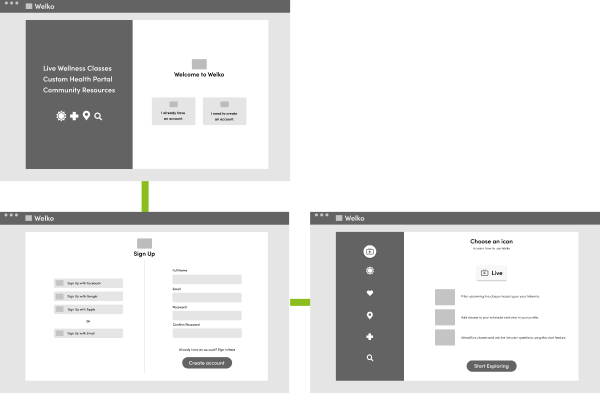 Welko
Live Wellness Classes
Custom Health Portal
Community Resources
Welcome to Welko
I already have
an account.
I need to create
an account.
Welko
Sign Up
Sign Up with Facebook
Sign Up with Google
Sign Up with Apple
-Or-
Sign Up with Email
Full Name
Email
Password
Confirm Password
Already have an account? Sign in here
Create account
Welko
Choose an icon
to learn how to use Welko
Live
Filter upcoming live classes based upon your interests.
Add classes to your schedule and view in your profile.
Attend live classes and ask the instructor questions, using the chat feature.
Start Exploring